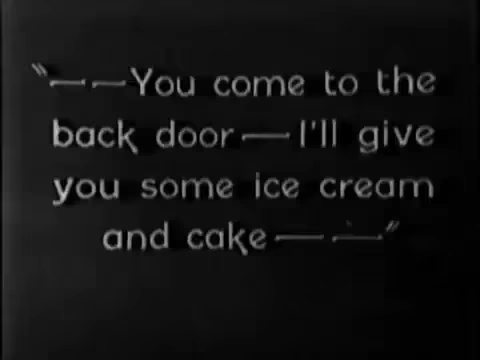 "— —You come to the
back door—I'll give
you some ice cream
and cake— —"